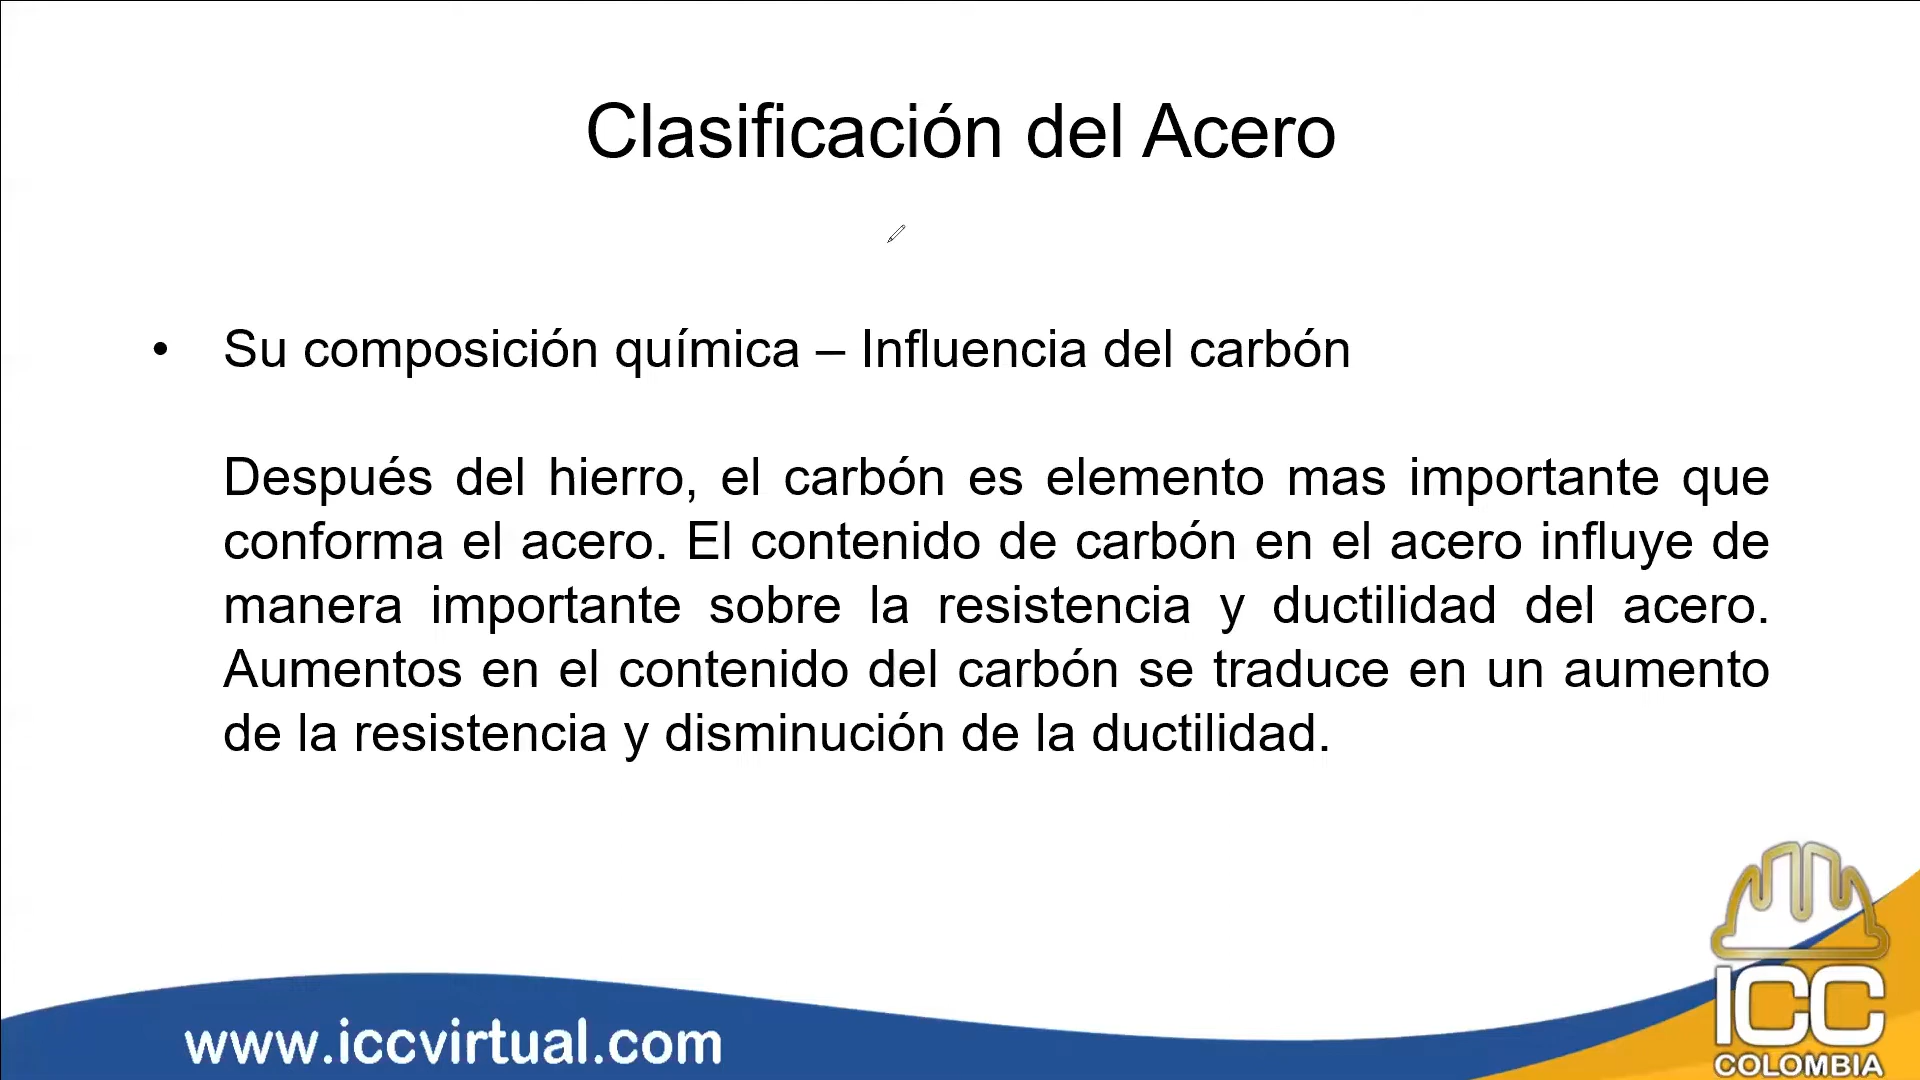 Clasificación del Acero
• Su composición química – Influencia del carbón
Después del hierro, el carbón es elemento mas importante que
conforma el acero. El contenido de carbón en el acero influye de
manera importante sobre la resistencia y ductilidad del acero.
Aumentos en el contenido del carbón se traduce en un aumento
de la resistencia y disminución de la ductilidad.
www.iccvirtual.com
ICC
COLOMBIA